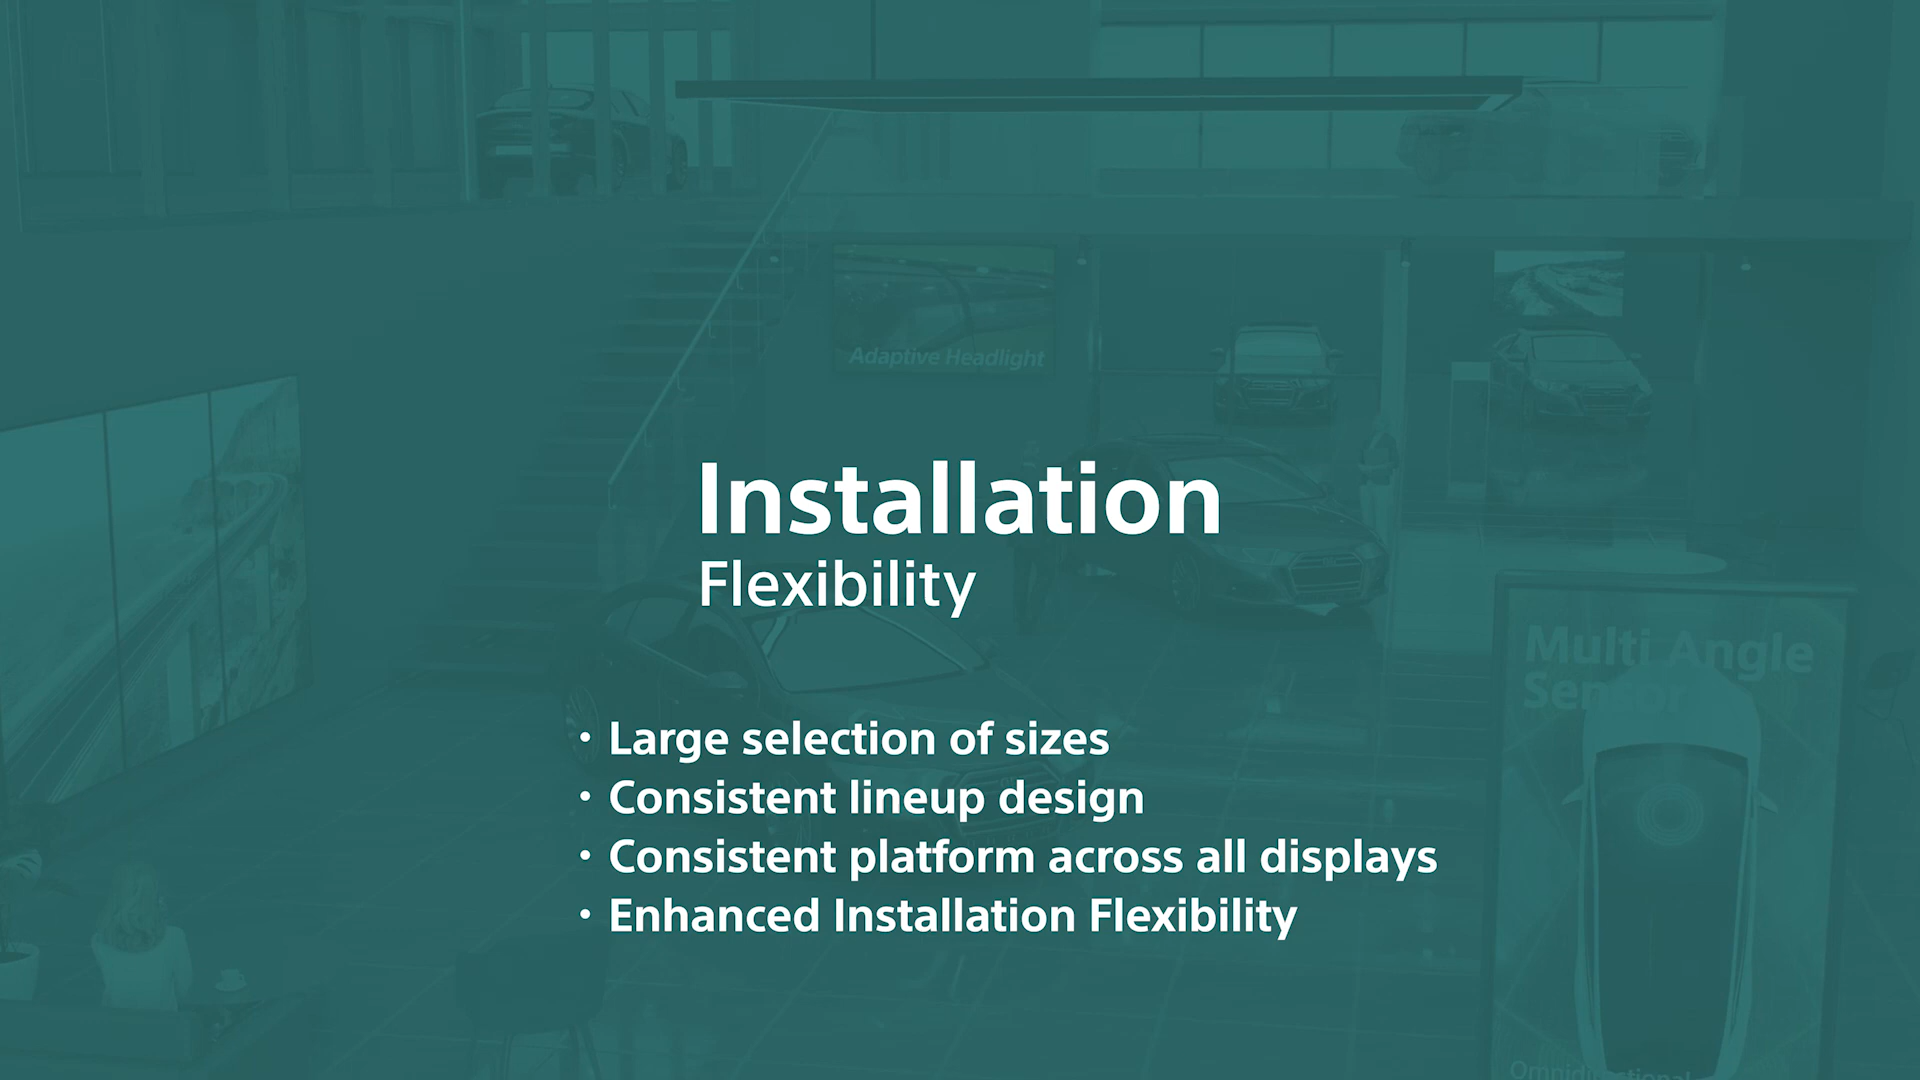 Adaptive Headlight
Installation
Flexibility
Multi Angle
Sensor
• Large selection of sizes
• Consistent lineup design
• Consistent platform across all displays
• Enhanced Installation Flexibility